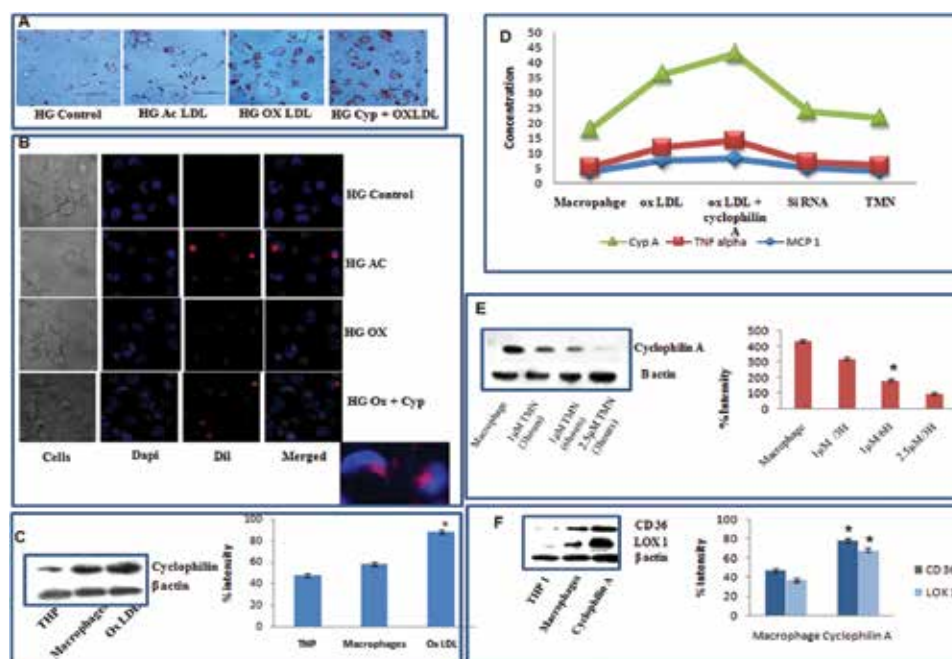 A
HG Control HG Ac LDL HG OX LDL HG Cyp + OXLDL
B
HG Control
HG AC
HG OX
HG Ox + Cyp
Cells Dapi Dil Merged
C
Cyclophilin
β actin
THP
Macrophages
Ox LDL
% intensity
100
80
60
40
20
0
THP Macrophages Ox LDL
*
D
Concentration
50
45
40
35
30
25
20
15
10
5
0
Macropahge ox LDL ox LDL + cyclophilin A Si RNA TMN
Cyp A TNF alpha MCP 1
E
Cyclophilin A
B actin
Macrophage
1µM TMN (3hours)
1µM TMN (6hours)
2.5µM TMN (3hours)
% Intensity
500
400
300
200
100
0
*
Macrophage
1µM /3H
1µM/6H
2.5µM/3H
F
CD 36
LOX 1
βactin
THP 1
Macrophages
Cyclophilin A
% intensity
100
80
60
40
20
0
* *
Macrophage Cyclophilin A
CD 36
LOX 1